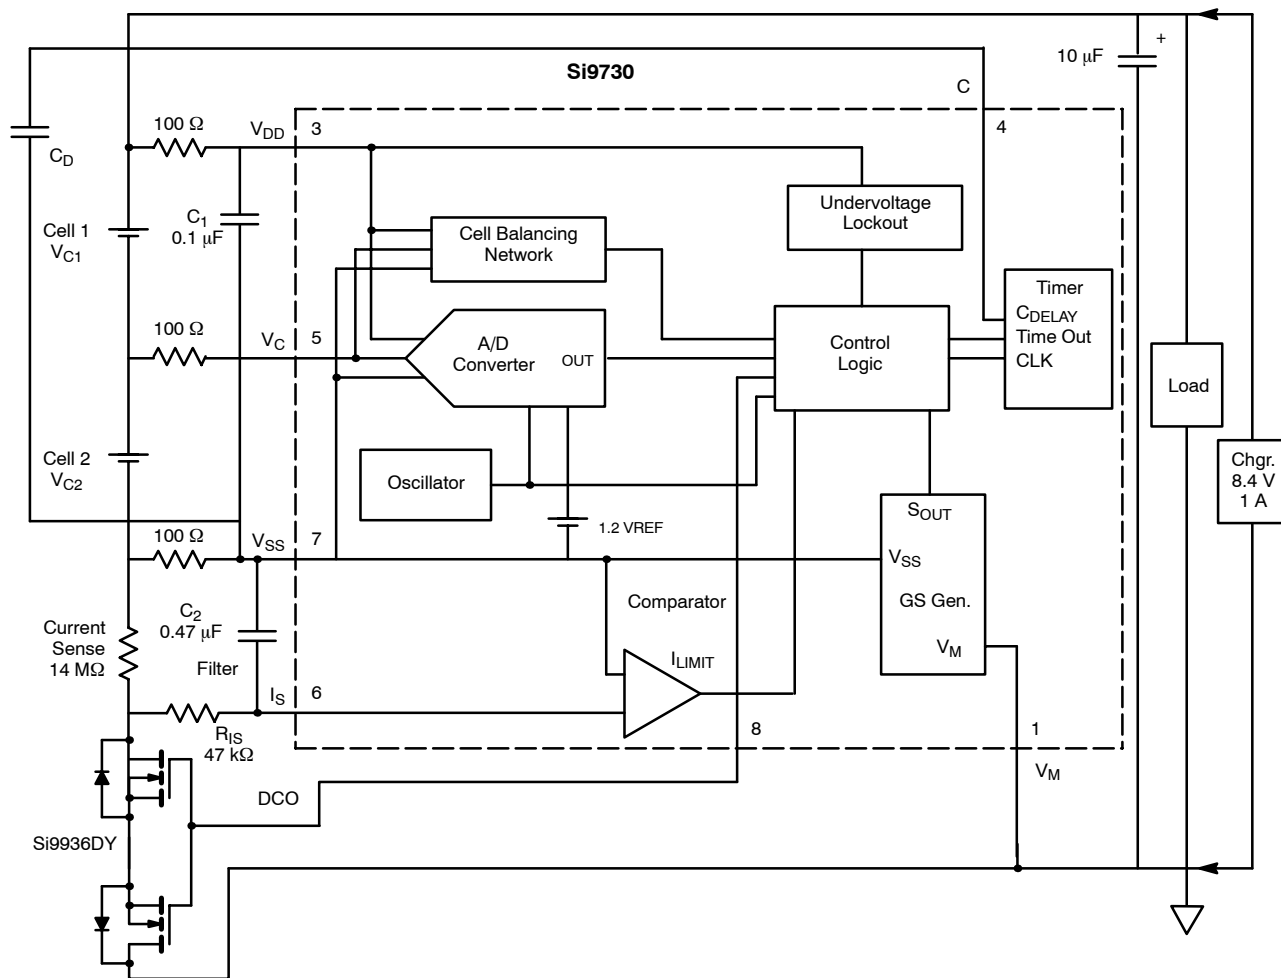 Si9730
10 μF
+
C
4
100 Ω
V_DD
3
C_D
Undervoltage
Lockout
C_1
0.1 μF
Cell 1
V_C1
Cell Balancing
Network
Timer
C_DELAY
Time Out
CLK
100 Ω
V_C
5
A/D
Converter
OUT
Control
Logic
Load
Cell 2
V_C2
Oscillator
Chgr.
8.4 V
1 A
1.2 VREF
S_OUT
V_SS
GS Gen.
V_M
100 Ω
V_SS
7
C_2
0.47 μF
Filter
Comparator
Current
Sense
14 MΩ
I_LIMIT
I_S
6
R_IS
47 kΩ
8
1
V_M
DCO
Si9936DY